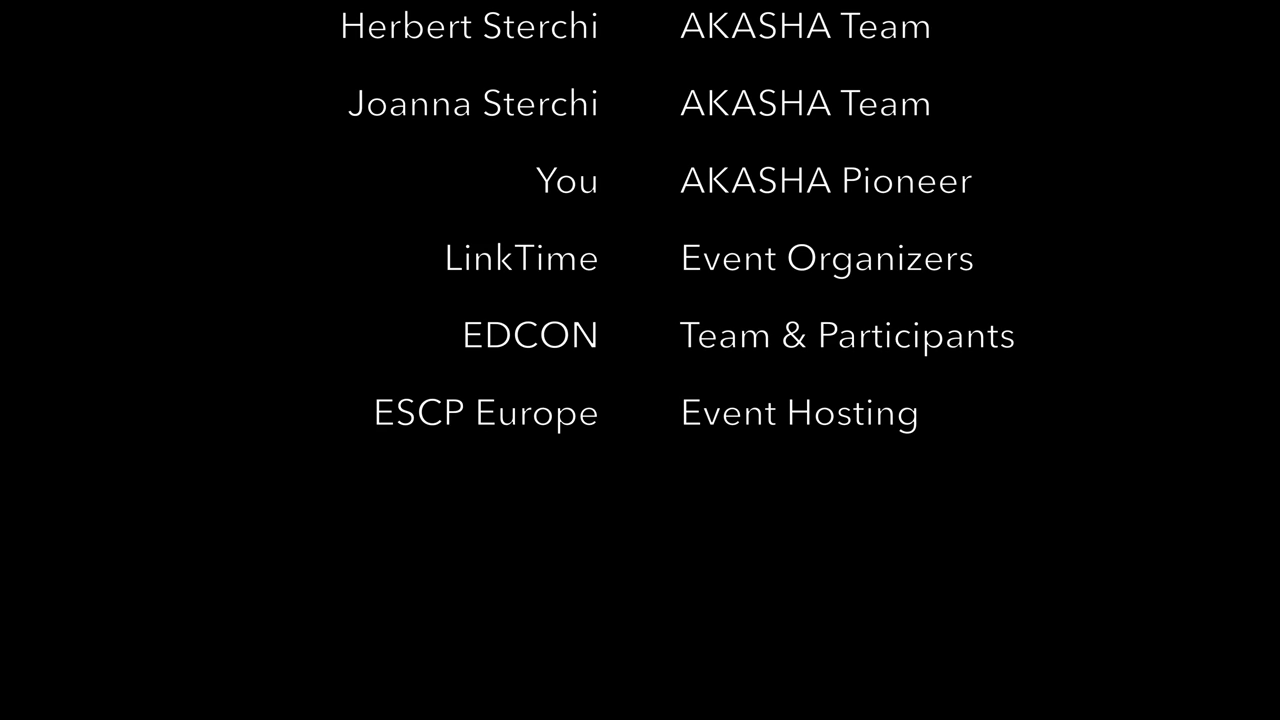 Herbert Sterchi AKASHA Team
Joanna Sterchi AKASHA Team
You AKASHA Pioneer
LinkTime Event Organizers
EDCON Team & Participants
ESCP Europe Event Hosting